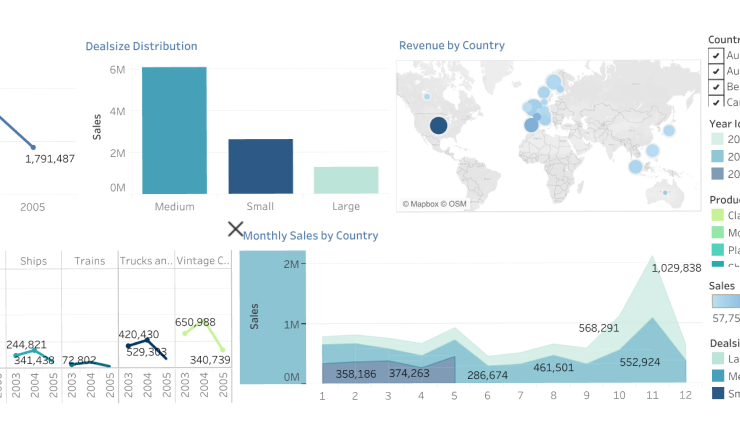 Dealsize Distribution
6M
4M
2M
0M
Sales
Medium
Small
Large
1,791,487
2005
Revenue by Country
© Mapbox © OSM
Countr
Au
Au
Be
Ca
Year
20
20
20
Produ
Cla
Mo
Pla
Sales
57,75
Dealsi
La
Me
Sm
Ships
Trains
Trucks an..
Vintage C..
244,821
341,438
72,802
420,430
529,303
650,988
340,739
2003
2004
2005
2003
2004
2005
2003
2004
2005
2003
2004
2005
Monthly Sales by Country
Sales
2M
1M
0M
1,029,838
568,291
552,924
461,501
286,674
374,263
358,186
1
2
3
4
5
6
7
8
9
10
11
12